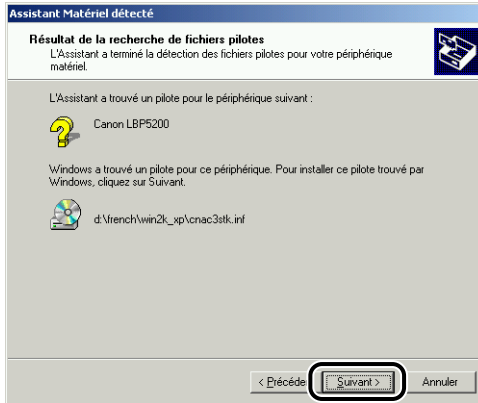 Assistant Matériel détecté
Résultat de la recherche de fichiers pilotes
L'Assistant a terminé la détection des fichiers pilotes pour votre périphérique
matériel.
L'Assistant a trouvé un pilote pour le périphérique suivant :
Canon LBP5200
Windows a trouvé un pilote pour ce périphérique. Pour installer ce pilote trouvé par
Windows, cliquez sur Suivant.
d:\french\win2k_xp\cnac3stk.inf
< Précéde Suivant > Annuler